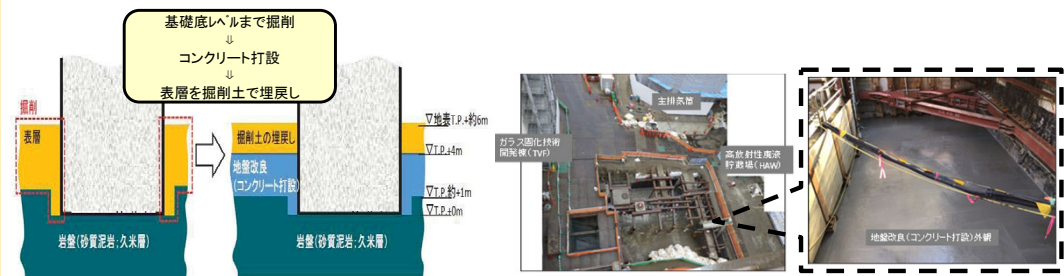 基礎底レベルまで掘削
⇓
コンクリート打設
⇓
表層を掘削土で埋戻し
掘削
表層
岩盤(砂質泥岩:久米層)
掘削土の埋戻し
地盤改良
(コンクリート打設)
岩盤(砂質泥岩:久米層)
▽地表T.P.+約6m
▽T.P.+4m
▽T.P.約+1m
▽T.P.+0m
主排気筒
ガラス固化技術
開発棟(TVF)
高放射性廃液
貯蔵場(HAW)
地盤改良(コンクリート打設)外観